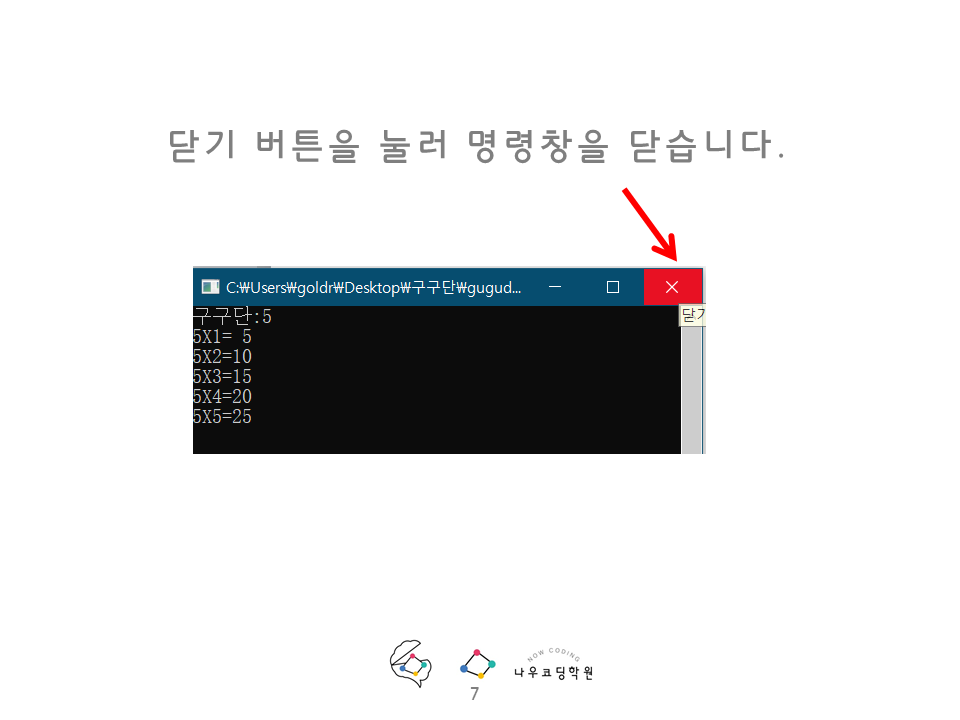 닫기 버튼을 눌러 명령창을 닫습니다.
C:₩Users₩goldr₩Desktop₩구구단₩gugud...
구구단:5
닫기
5X1= 5
5X2=10
5X3=15
5X4=20
5X5=25
NOW CODING
나우코딩학원
7